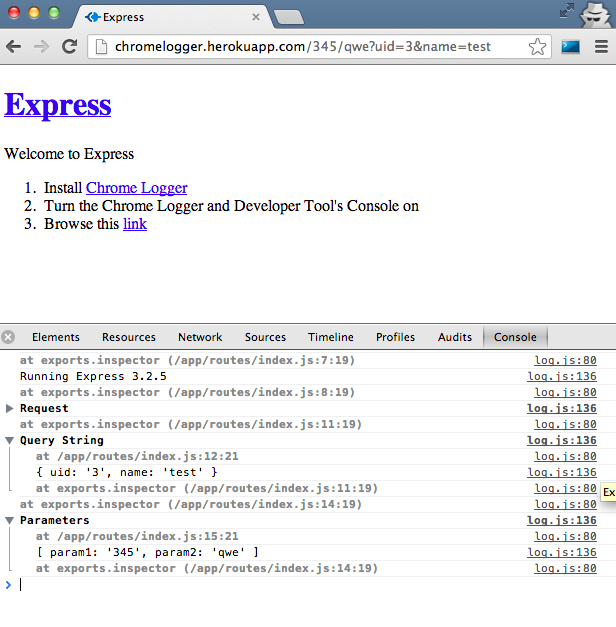 Express
chromelogger.herokuapp.com/345/qwe?uid=3&name=test
Express
Welcome to Express
1. Install Chrome Logger
2. Turn the Chrome Logger and Developer Tool's Console on
3. Browse this link
Elements Resources Network Sources Timeline Profiles Audits Console
at exports.inspector (/app/routes/index.js:7:19) log.js:80
Running Express 3.2.5 log.js:136
at exports.inspector (/app/routes/index.js:8:19) log.js:80
Request log.js:136
at exports.inspector (/app/routes/index.js:11:19) log.js:80
Query String log.js:136
at /app/routes/index.js:12:21 log.js:80
{ uid: '3', name: 'test' } log.js:136
at exports.inspector (/app/routes/index.js:11:19) log.js:80
Ex
at exports.inspector (/app/routes/index.js:14:19) log.js:80
Parameters log.js:136
at /app/routes/index.js:15:21 log.js:80
[ param1: '345', param2: 'qwe' ] log.js:136
at exports.inspector (/app/routes/index.js:14:19) log.js:80